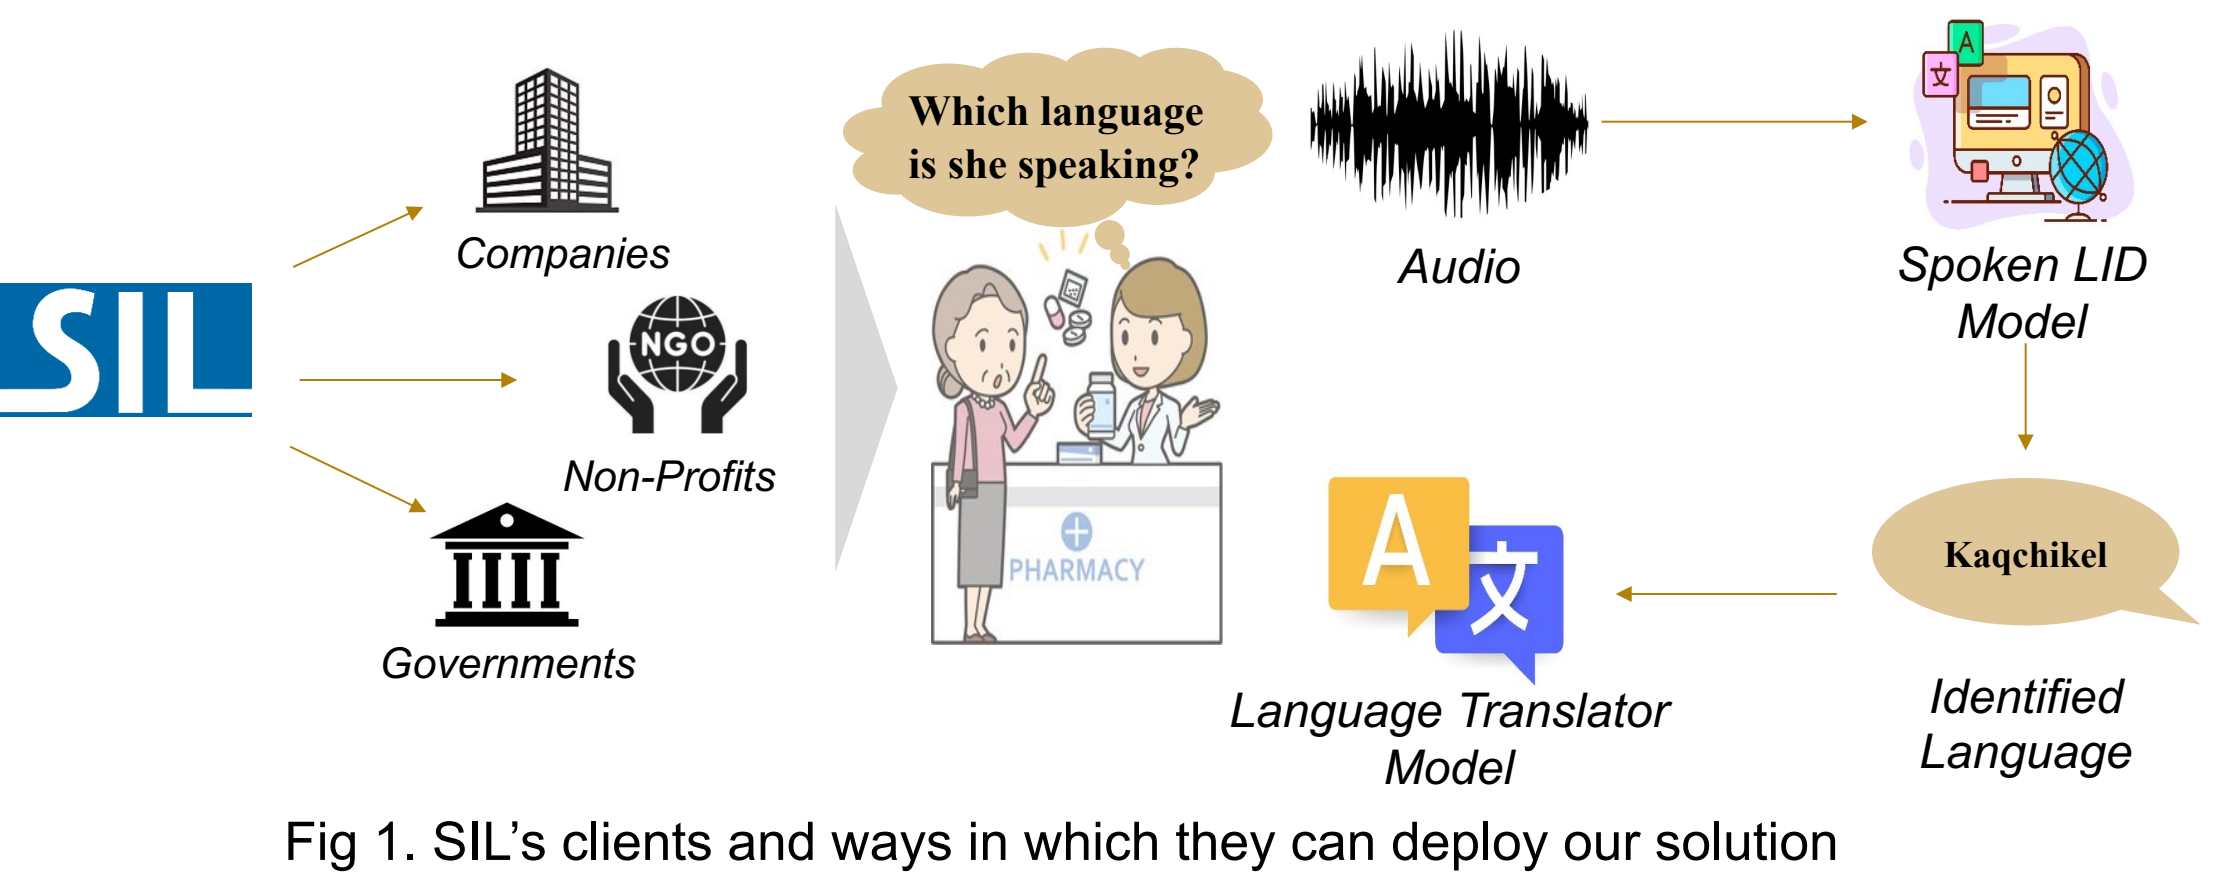 SIL
Companies
NGO
Non-Profits
Governments
Which language
is she speaking?
PHARMACY
Audio
A
文
Spoken LID
Model
Kaqchikel
Identified
Language
A
文
Language Translator
Model
Fig 1. SIL’s clients and ways in which they can deploy our solution